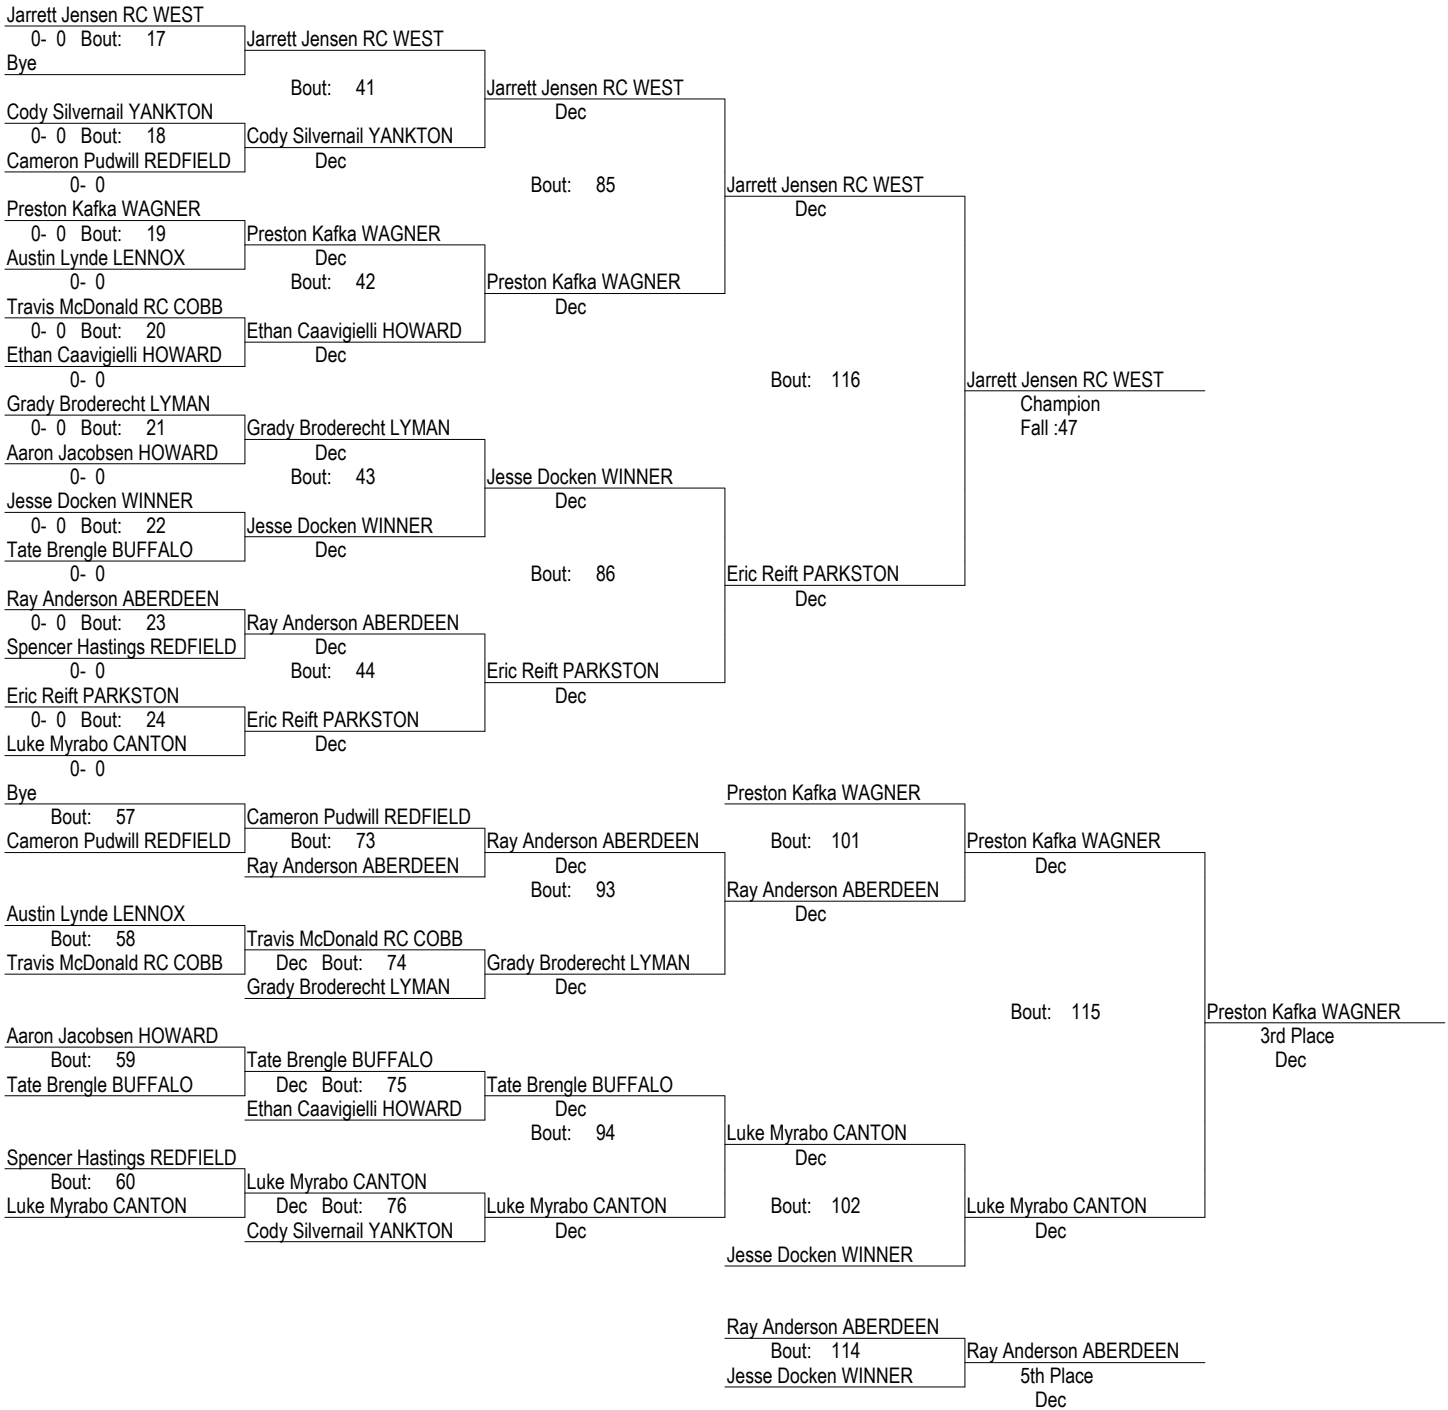 Jarrett Jensen RC WEST
0- 0 Bout: 17 Jarrett Jensen RC WEST
Bye
Bout: 41 Jarrett Jensen RC WEST
Cody Silvernail YANKTON Dec
0- 0 Bout: 18 Cody Silvernail YANKTON
Cameron Pudwill REDFIELD Dec
0- 0 Bout: 85 Jarrett Jensen RC WEST
Preston Kafka WAGNER Dec
0- 0 Bout: 19 Preston Kafka WAGNER
Austin Lynde LENNOX Dec
0- 0 Bout: 42 Preston Kafka WAGNER
Travis McDonald RC COBB Dec
0- 0 Bout: 20 Ethan Caavigielli HOWARD
Ethan Caavigielli HOWARD Dec
0- 0 Bout: 116 Jarrett Jensen RC WEST
Grady Broderecht LYMAN Champion
0- 0 Bout: 21 Grady Broderecht LYMAN Fall :47
Aaron Jacobsen HOWARD Dec
0- 0 Bout: 43 Jesse Docken WINNER
Jesse Docken WINNER Dec
0- 0 Bout: 22 Jesse Docken WINNER
Tate Brengle BUFFALO Dec
0- 0 Bout: 86 Eric Reift PARKSTON
Ray Anderson ABERDEEN Dec
0- 0 Bout: 23 Ray Anderson ABERDEEN
Spencer Hastings REDFIELD Dec
0- 0 Bout: 44 Eric Reift PARKSTON
Eric Reift PARKSTON Dec
0- 0 Bout: 24 Eric Reift PARKSTON
Luke Myrabo CANTON Dec
0- 0
Bye Preston Kafka WAGNER
Bout: 57 Cameron Pudwill REDFIELD
Cameron Pudwill REDFIELD Bout: 73 Ray Anderson ABERDEEN Bout: 101 Preston Kafka WAGNER
Ray Anderson ABERDEEN Dec Dec
Bout: 93 Ray Anderson ABERDEEN
Austin Lynde LENNOX Dec
Bout: 58 Travis McDonald RC COBB
Travis McDonald RC COBB Dec Bout: 74 Grady Broderecht LYMAN
Grady Broderecht LYMAN Dec
Bout: 115 Preston Kafka WAGNER
Aaron Jacobsen HOWARD 3rd Place
Bout: 59 Tate Brengle BUFFALO Dec
Tate Brengle BUFFALO Dec Bout: 75 Tate Brengle BUFFALO
Ethan Caavigielli HOWARD Dec
Bout: 94 Luke Myrabo CANTON
Spencer Hastings REDFIELD Dec
Bout: 60 Luke Myrabo CANTON
Luke Myrabo CANTON Dec Bout: 76 Luke Myrabo CANTON Bout: 102 Luke Myrabo CANTON
Cody Silvernail YANKTON Dec Dec
Jesse Docken WINNER
Ray Anderson ABERDEEN
Bout: 114 Ray Anderson ABERDEEN
Jesse Docken WINNER 5th Place
Dec